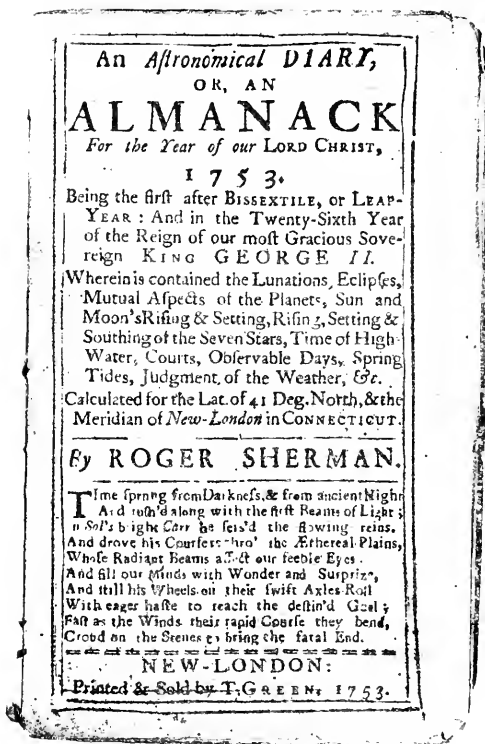 An Aſtronomical DIARY,
OR, AN
ALMANACK
For the Year of our LORD CHRIST,
1753.
Being the firſt after BISSEXTILE, or LEAP-
YEAR: And in the Twenty-Sixth Year
of the Reign of our moſt Gracious Sove-
reign KING GEORGE II.
Wherein is contained the Lunations, Eclipſes,
Mutual Aſpects of the Planets, Sun and
Moon's Riſing & Setting, Riſing, Setting &
Southing of the Seven Stars, Time of High-
Water, Courts, Obſervable Days, Spring
Tides, Judgment of the Weather, &c.
Calculated for the Lat. of 41 Deg. North, & the
Meridian of New-London in CONNECTICUT.
By ROGER SHERMAN.
TIme ſprung from Darkneſs, & from ancient Night
And ruſh'd along with the firſt Beams of Light;
In Sol's bright Carr he ſeis'd the flowing reins.
And drove his Courſers thro' the Æthereal Plains,
Whoſe Radiant Beams affect our feeble Eyes.
And fill our Minds with Wonder and Surprize,
And ſtill his Wheels on their ſwift Axles Roll
With eager haſte to reach the deſtin'd Goal;
Faſt as the Winds their rapid Courſe they bend,
Croud on the Scenes to bring the fatal End.
NEW-LONDON:
Printed & Sold by T. GREEN, 1753.